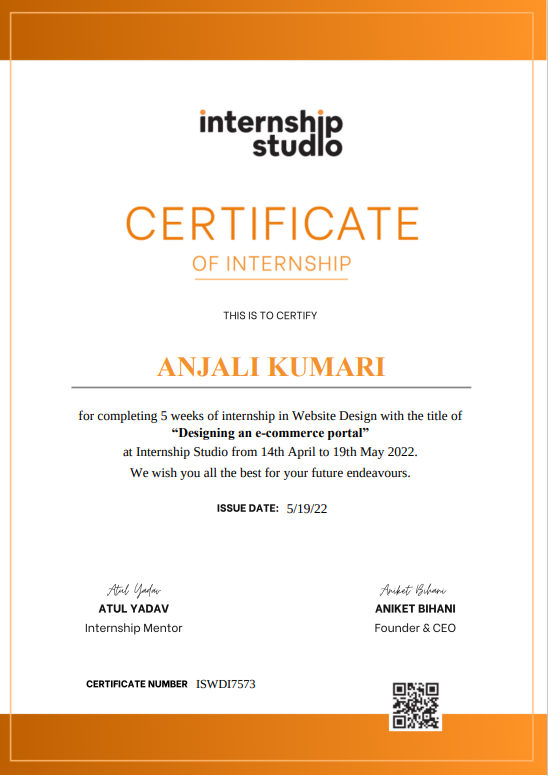 internship
studio
CERTIFICATE
OF INTERNSHIP
THIS IS TO CERTIFY
ANJALI KUMARI
for completing 5 weeks of internship in Website Design with the title of
“Designing an e-commerce portal”
at Internship Studio from 14th April to 19th May 2022.
We wish you all the best for your future endeavours.
ISSUE DATE: 5/19/22
Atul Yadav
ATUL YADAV
Internship Mentor
Aniket Bihani
ANIKET BIHANI
Founder & CEO
CERTIFICATE NUMBER ISWDI7573